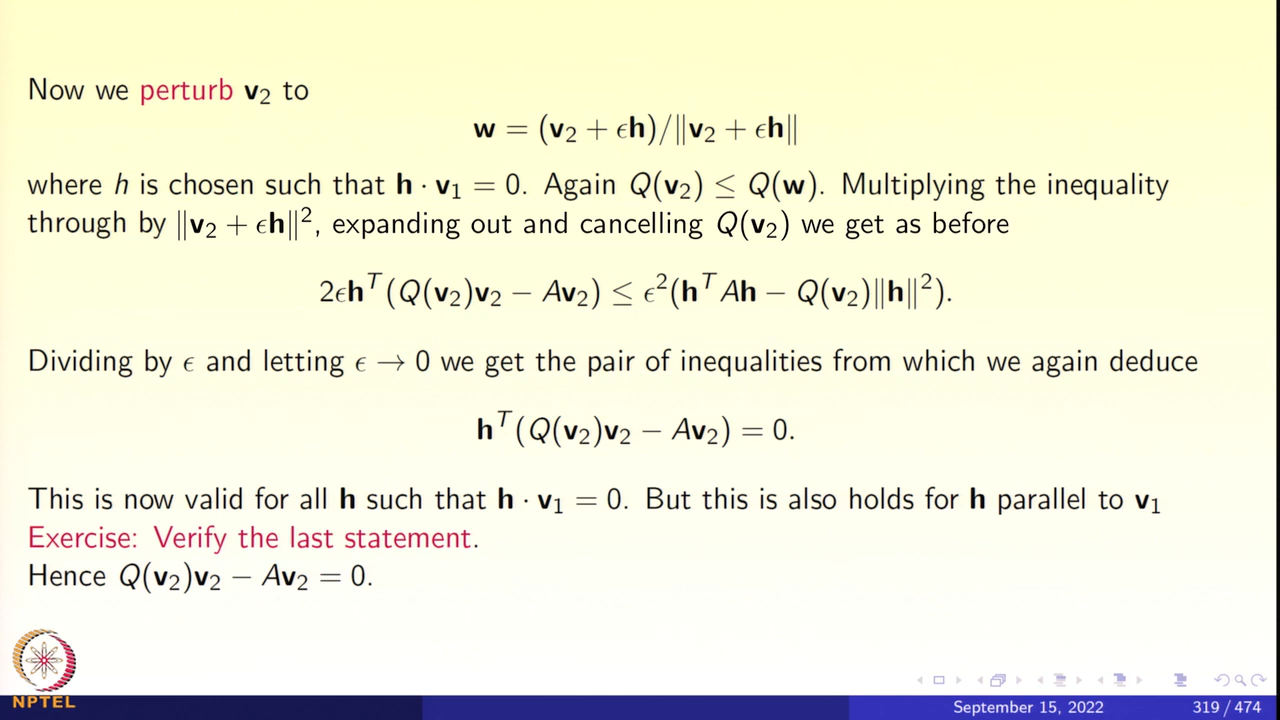 Now we perturb v₂ to
w = (v₂ + ϵh)/‖v₂ + ϵh‖
where h is chosen such that h · v₁ = 0. Again Q(v₂) ≤ Q(w). Multiplying the inequality
through by ‖v₂ + ϵh‖², expanding out and cancelling Q(v₂) we get as before
2ϵhᵀ(Q(v₂)v₂ − Av₂) ≤ ϵ²(hᵀAh − Q(v₂)‖h‖²).
Dividing by ϵ and letting ϵ → 0 we get the pair of inequalities from which we again deduce
hᵀ(Q(v₂)v₂ − Av₂) = 0.
This is now valid for all h such that h · v₁ = 0. But this is also holds for h parallel to v₁
Exercise: Verify the last statement.
Hence Q(v₂)v₂ − Av₂ = 0.
NPTEL
September 15, 2022
319 / 474